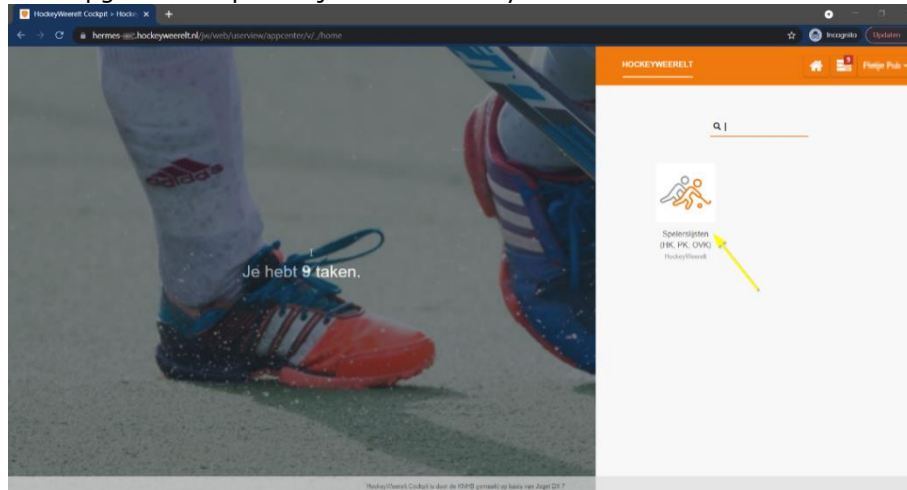 HockeyWeerelt Cockpit > Hocke
hockeyweerelt.nl/jw/web/userview/appcenter/v/_/home
Incognito
Updaten
HOCKEYWEERELT
9
Pietje Puk
adidas
Je hebt 9 taken.
Spelerslijsten
(HK, PK, OVK)
HockeyWeerelt
HockeyWeerelt Cockpit is door de KNHB gemaakt op basis van Joget DX 7